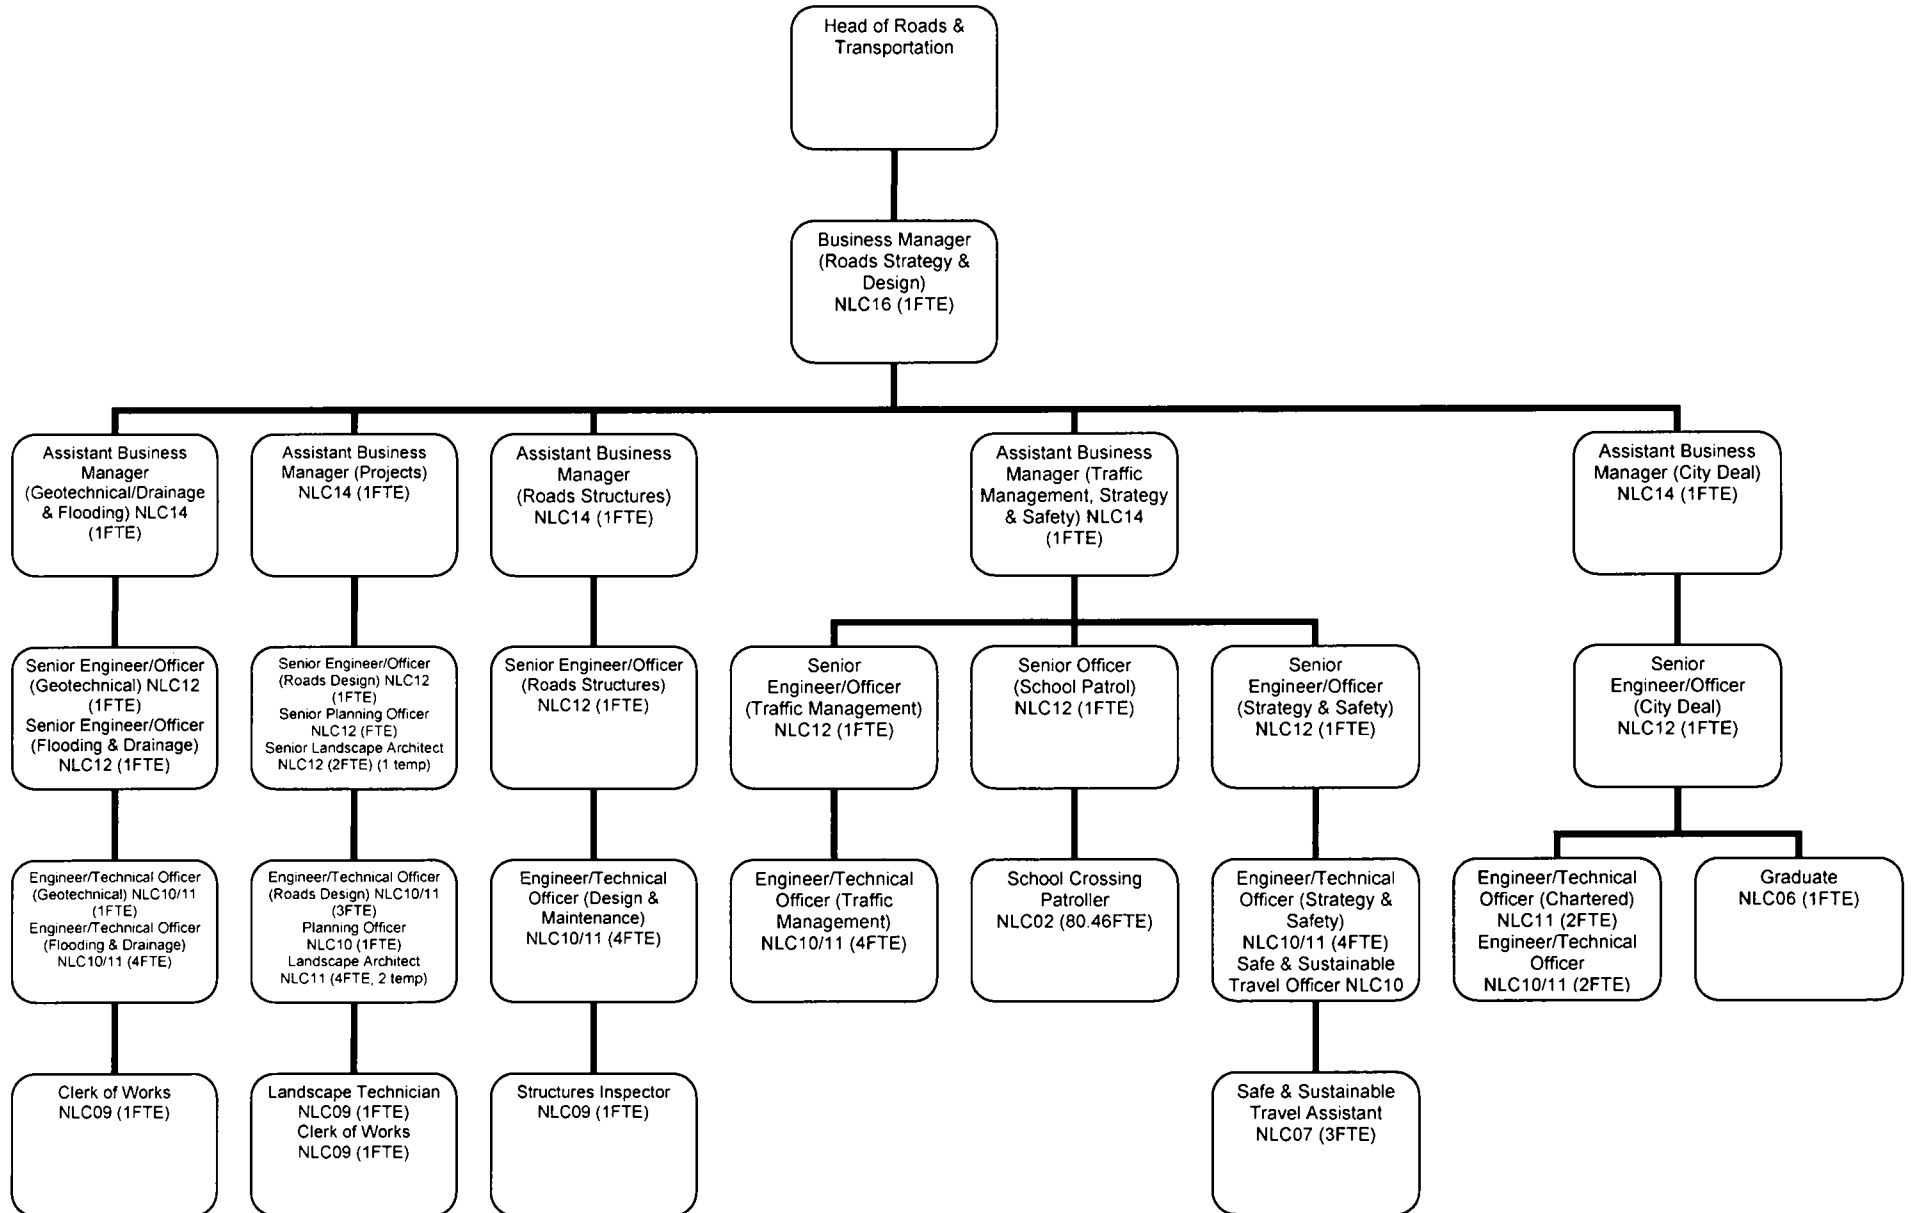 Head of Roads &
Transportation
Business Manager
(Roads Strategy &
Design)
NLC16 (1FTE)
Assistant Business
Manager
(Geotechnical/Drainage
& Flooding) NLC14
(1FTE)
Assistant Business
Manager (Projects)
NLC14 (1FTE)
Assistant Business
Manager
(Roads Structures)
NLC14 (1FTE)
Assistant Business
Manager (Traffic
Management, Strategy
& Safety) NLC14
(1FTE)
Assistant Business
Manager (City Deal)
NLC14 (1FTE)
Senior Engineer/Officer
(Geotechnical) NLC12
(1FTE)
Senior Engineer/Officer
(Flooding & Drainage)
NLC12 (1FTE)
Senior Engineer/Officer
(Roads Design) NLC12
(1FTE)
Senior Planning Officer
NLC12 (FTE)
Senior Landscape Architect
NLC12 (2FTE) (1 temp)
Senior Engineer/Officer
(Roads Structures)
NLC12 (1FTE)
Senior
Engineer/Officer
(Traffic Management)
NLC12 (1FTE)
Senior Officer
(School Patrol)
NLC12 (1FTE)
Senior
Engineer/Officer
(Strategy & Safety)
NLC12 (1FTE)
Senior
Engineer/Officer
(City Deal)
NLC12 (1FTE)
Engineer/Technical Officer
(Geotechnical) NLC10/11
(1FTE)
Engineer/Technical Officer
(Flooding & Drainage)
NLC10/11 (4FTE)
Engineer/Technical Officer
(Roads Design) NLC10/11
(3FTE)
Planning Officer
NLC10 (1FTE)
Landscape Architect
NLC11 (4FTE, 2 temp)
Engineer/Technical
Officer (Design &
Maintenance)
NLC10/11 (4FTE)
Engineer/Technical
Officer (Traffic
Management)
NLC10/11 (4FTE)
School Crossing
Patroller
NLC02 (80.46FTE)
Engineer/Technical
Officer (Strategy &
Safety)
NLC10/11 (4FTE)
Safe & Sustainable
Travel Officer NLC10
Engineer/Technical
Officer (Chartered)
NLC11 (2FTE)
Engineer/Technical
Officer
NLC10/11 (2FTE)
Graduate
NLC06 (1FTE)
Clerk of Works
NLC09 (1FTE)
Landscape Technician
NLC09 (1FTE)
Clerk of Works
NLC09 (1FTE)
Structures Inspector
NLC09 (1FTE)
Safe & Sustainable
Travel Assistant
NLC07 (3FTE)